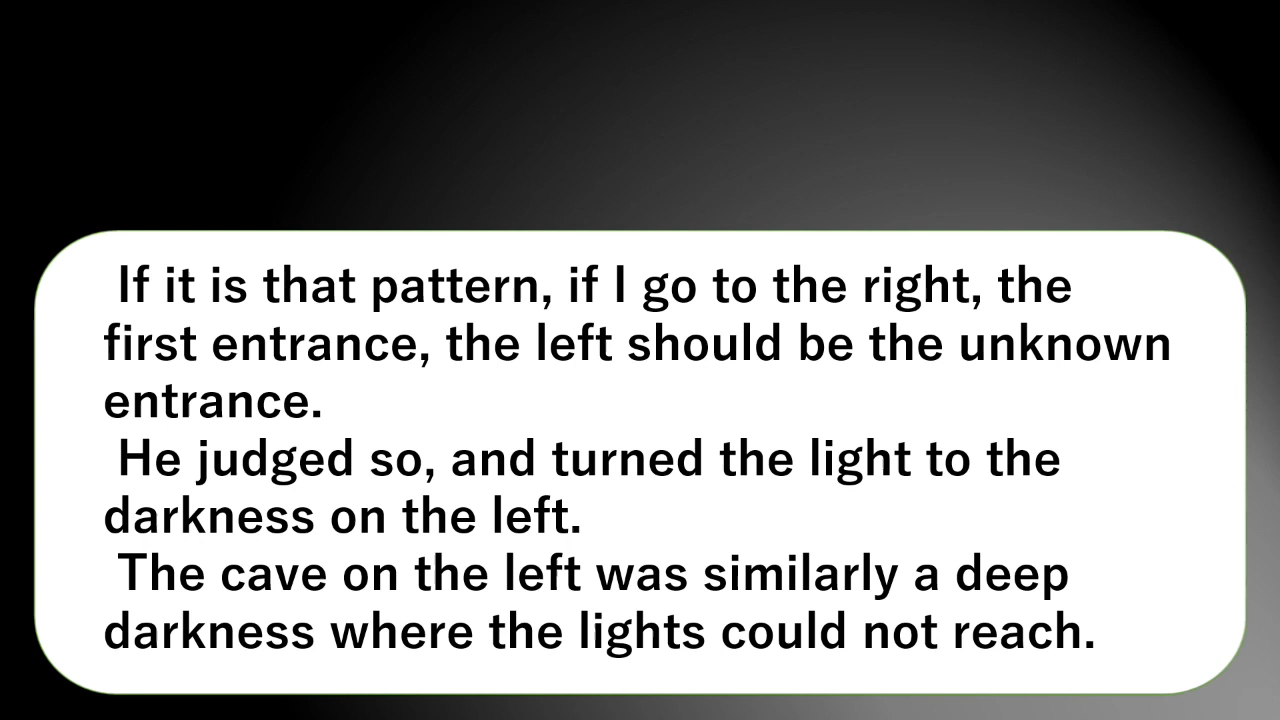 If it is that pattern, if I go to the right, the
first entrance, the left should be the unknown
entrance.
He judged so, and turned the light to the
darkness on the left.
The cave on the left was similarly a deep
darkness where the lights could not reach.